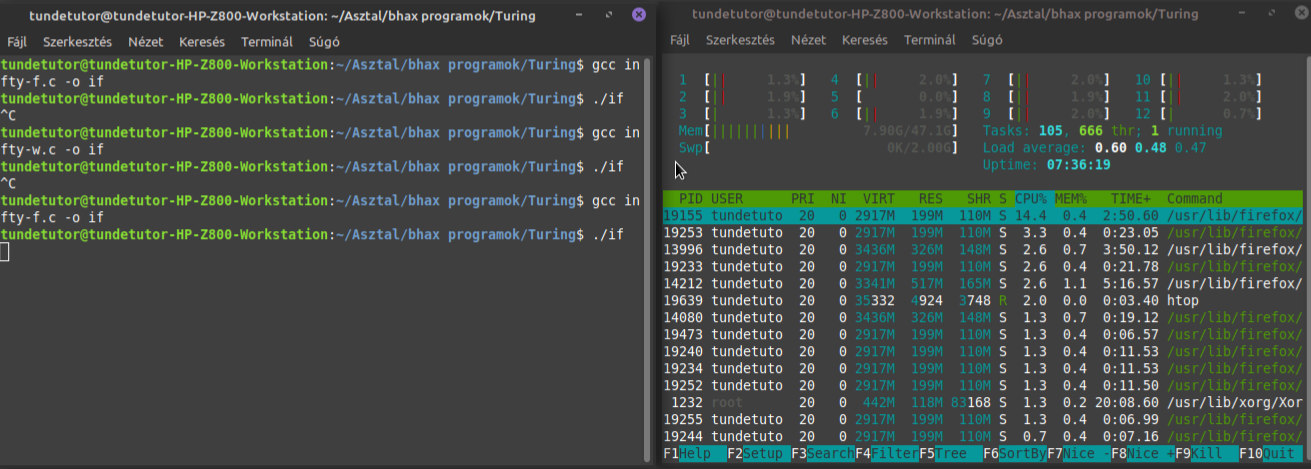 tundetutor@tundetutor-HP-Z800-Workstation: ~/Asztal/bhax programok/Turing
Fájl Szerkesztés Nézet Keresés Terminál Súgó
tundetutor@tundetutor-HP-Z800-Workstation:~/Asztal/bhax programok/Turing$ gcc in
fty-f.c -o if
tundetutor@tundetutor-HP-Z800-Workstation:~/Asztal/bhax programok/Turing$ ./if
^C
tundetutor@tundetutor-HP-Z800-Workstation:~/Asztal/bhax programok/Turing$ gcc in
fty-w.c -o if
tundetutor@tundetutor-HP-Z800-Workstation:~/Asztal/bhax programok/Turing$ ./if
^C
tundetutor@tundetutor-HP-Z800-Workstation:~/Asztal/bhax programok/Turing$ gcc in
fty-f.c -o if
tundetutor@tundetutor-HP-Z800-Workstation:~/Asztal/bhax programok/Turing$ ./if
tundetutor@tundetutor-HP-Z800-Workstation: ~/Asztal/bhax programok/Turing
Fájl Szerkesztés Nézet Keresés Terminál Súgó
1 [|| 1.3%] 4 [|| 2.0%] 7 [|| 2.0%] 10 [|| 1.3%]
2 [|| 1.9%] 5 [ 0.0%] 8 [|| 1.9%] 11 [|| 2.0%]
3 [| 1.3%] 6 [|| 1.9%] 9 [|| 2.0%] 12 [| 0.7%]
Mem[|||||||||| 7.90G/47.1G] Tasks: 105, 666 thr; 1 running
Swp[ 0K/2.00G] Load average: 0.60 0.48 0.47
Uptime: 07:36:19
PID USER PRI NI VIRT RES SHR S CPU% MEM% TIME+ Command
19155 tundetuto 20 0 2917M 199M 110M S 14.4 0.4 2:50.60 /usr/lib/firefox/
19253 tundetuto 20 0 2917M 199M 110M S 3.3 0.4 0:23.05 /usr/lib/firefox/
13996 tundetuto 20 0 3436M 326M 148M S 2.6 0.7 3:50.12 /usr/lib/firefox/
19233 tundetuto 20 0 2917M 199M 110M S 2.6 0.4 0:21.78 /usr/lib/firefox/
14212 tundetuto 20 0 3341M 517M 165M S 2.6 1.1 5:16.57 /usr/lib/firefox/
19639 tundetuto 20 0 35332 4924 3748 R 2.0 0.0 0:03.40 htop
14080 tundetuto 20 0 3436M 326M 148M S 1.3 0.7 0:19.12 /usr/lib/firefox/
19473 tundetuto 20 0 2917M 199M 110M S 1.3 0.4 0:06.57 /usr/lib/firefox/
19240 tundetuto 20 0 2917M 199M 110M S 1.3 0.4 0:11.53 /usr/lib/firefox/
19234 tundetuto 20 0 2917M 199M 110M S 1.3 0.4 0:11.53 /usr/lib/firefox/
19252 tundetuto 20 0 2917M 199M 110M S 1.3 0.4 0:11.50 /usr/lib/firefox/
1232 root 20 0 442M 118M 83168 S 1.3 0.2 20:08.60 /usr/lib/xorg/Xor
19255 tundetuto 20 0 2917M 199M 110M S 1.3 0.4 0:06.99 /usr/lib/firefox/
19244 tundetuto 20 0 2917M 199M 110M S 0.7 0.4 0:07.16 /usr/lib/firefox/
F1Help F2Setup F3SearchF4FilterF5Tree F6SortByF7Nice -F8Nice +F9Kill F10Quit